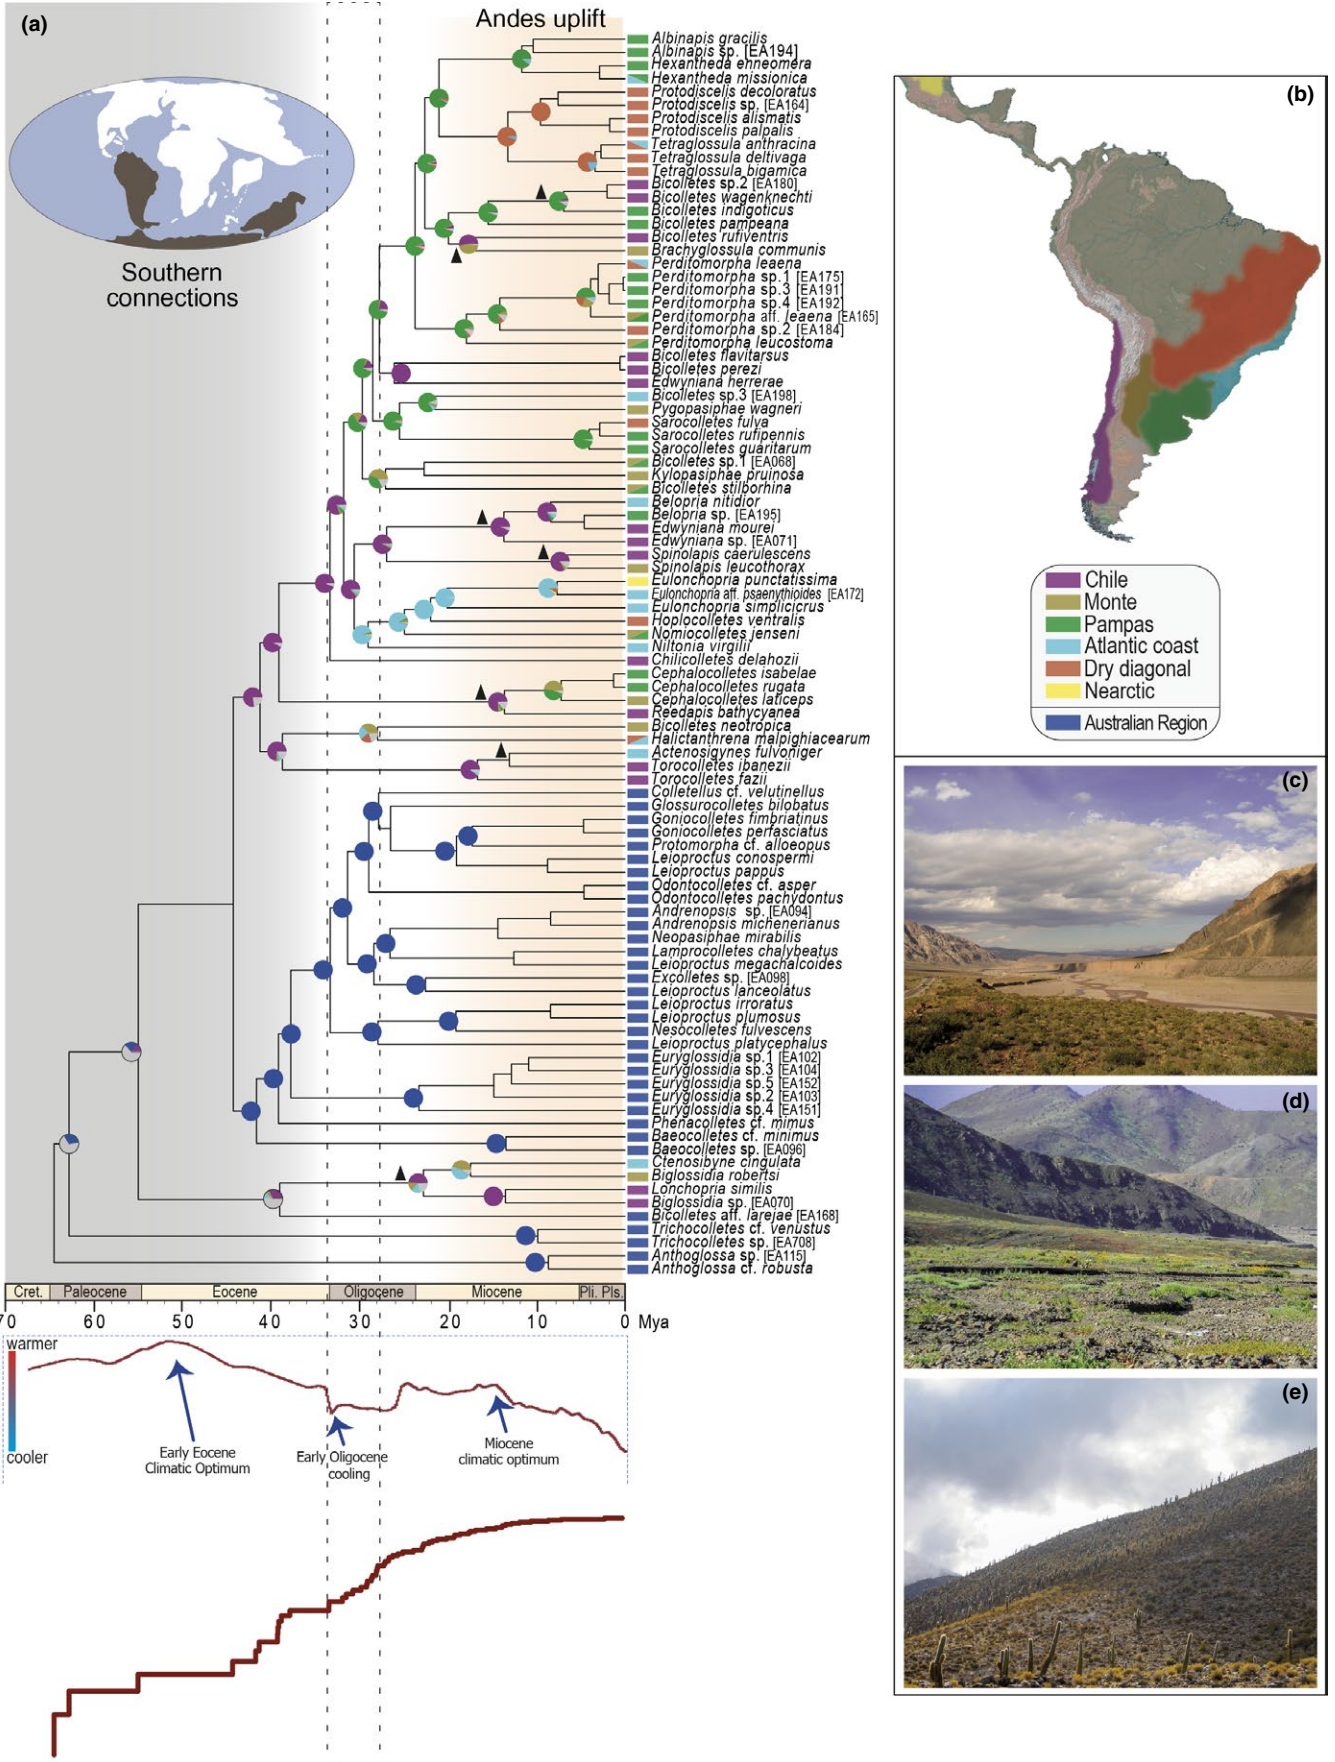 (a)
Andes uplift
Southern
connections
Albinapis gracilis
Albinapis sp. [EA194]
Hexantheda enneomera
Hexantheda missionica
Protodiscelis decoloratus
Protodiscelis sp. [EA164]
Protodiscelis alismatis
Protodiscelis palpalis
Tetraglossula anthracina
Tetraglossula deltivaga
Tetraglossula bigamica
Bicolletes sp.2 [EA180]
Bicolletes wagenknechti
Bicolletes indigoticus
Bicolletes pampeana
Bicolletes rufiventris
Brachyglossula communis
Perditomorpha leaena
Perditomorpha sp.1 [EA175]
Perditomorpha sp.3 [EA191]
Perditomorpha sp.4 [EA192]
Perditomorpha aff. leaena [EA165]
Perditomorpha sp.2 [EA184]
Perditomorpha leucostoma
Bicolletes flavitarsus
Bicolletes perezi
Edwyniana herrerae
Bicolletes sp.3 [EA198]
Pygopasiphae wagneri
Sarocolletes fulva
Sarocolletes rufipennis
Sarocolletes guaritarum
Bicolletes sp.1 [EA068]
Kylopasiphae pruinosa
Bicolletes stilborhina
Belopria nitidior
Belopria sp. [EA195]
Edwyniana mourei
Edwyniana sp. [EA071]
Spinolapis caerulescens
Spinolapis leucothorax
Eulonchopria punctatissima
Eulonchopria aff. psaenythioides [EA172]
Eulonchopria simplicicrus
Hoplocolletes ventralis
Nomiocolletes jenseni
Niltonia virgilii
Chilicolletes delahozii
Cephalocolletes isabelae
Cephalocolletes rugata
Cephalocolletes laticeps
Reedapis bathycyanea
Bicolletes neotropica
Halictanthrena malpighiacearum
Actenosigynes fulvoniger
Torocolletes ibanezii
Torocolletes fazii
Colletellus cf. velutinellus
Glossurocolletes bilobatus
Goniocolletes fimbriatinus
Goniocolletes perfasciatus
Protomorpha cf. alloeopus
Leioproctus conospermi
Leioproctus pappus
Odontocolletes cf. asper
Odontocolletes pachyodontus
Andrenopsis sp. [EA094]
Andrenopsis michenerianus
Neopasiphae mirabilis
Lamprocolletes chalybeatus
Leioproctus megachalcoides
Excolletes sp. [EA098]
Leioproctus lanceolatus
Leioproctus irroratus
Leioproctus plumosus
Nesocolletes fulvescens
Leioproctus platycephalus
Euryglossidia sp.1 [EA102]
Euryglossidia sp.3 [EA104]
Euryglossidia sp.5 [EA152]
Euryglossidia sp.2 [EA103]
Euryglossidia sp.4 [EA151]
Phenacolletes cf. mimus
Baeocolletes cf. minimus
Baeocolletes sp. [EA096]
Ctenosibyne cingulata
Biglossidia robertsi
Lonchopria similis
Biglossidia sp. [EA070]
Bicolletes aff. larejae [EA168]
Trichocolletes cf. venustus
Trichocolletes sp. [EA708]
Anthoglossa sp. [EA115]
Anthoglossa cf. robusta
Cret. Paleocene Eocene Oligocene Miocene Pli. Pls.
70 60 50 40 30 20 10 0 Mya
warmer
cooler
Early Eocene
Climatic Optimum
Early Oligocene
cooling
Miocene
climatic optimum
(b)
Chile
Monte
Pampas
Atlantic coast
Dry diagonal
Nearctic
Australian Region
(c)
(d)
(e)